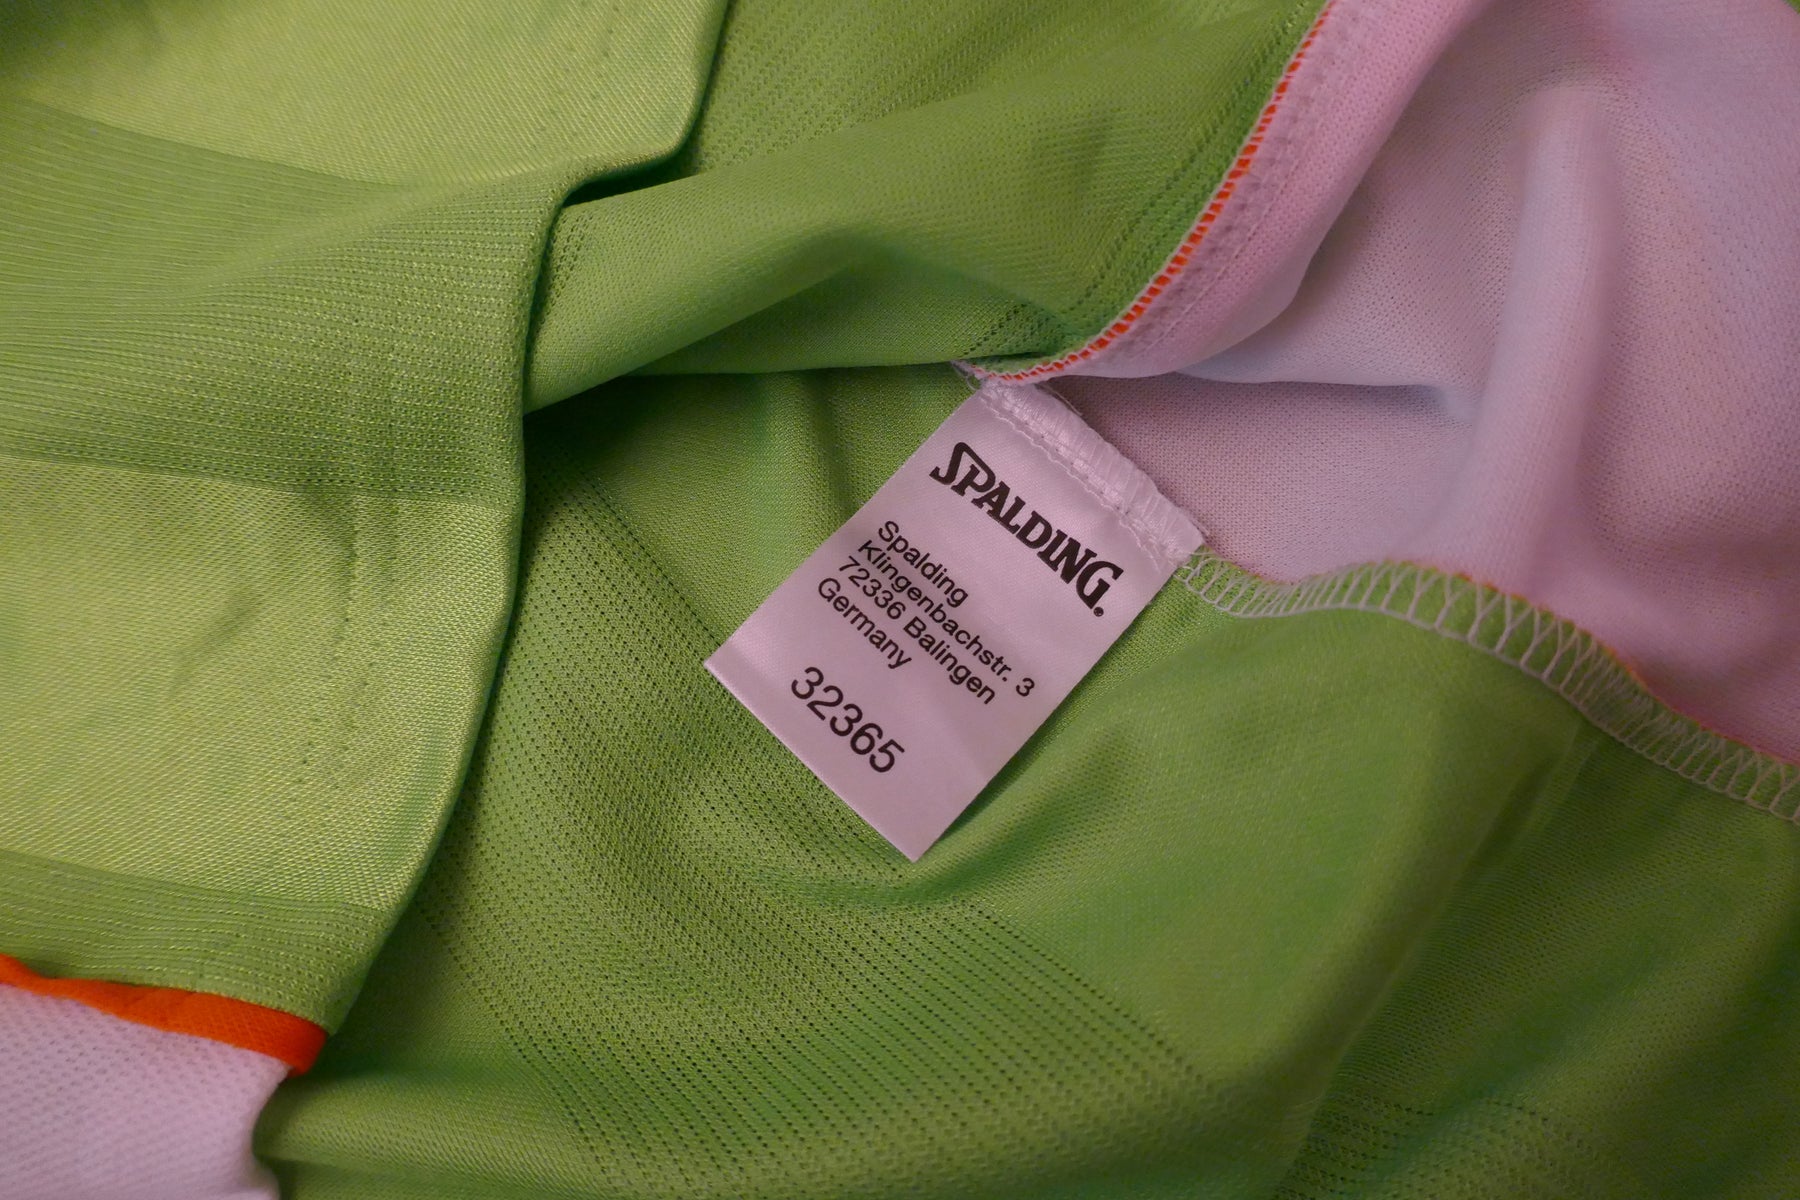 SPALDING.
Spalding
Klingenbachstr. 3
72336 Balingen
Germany
32365